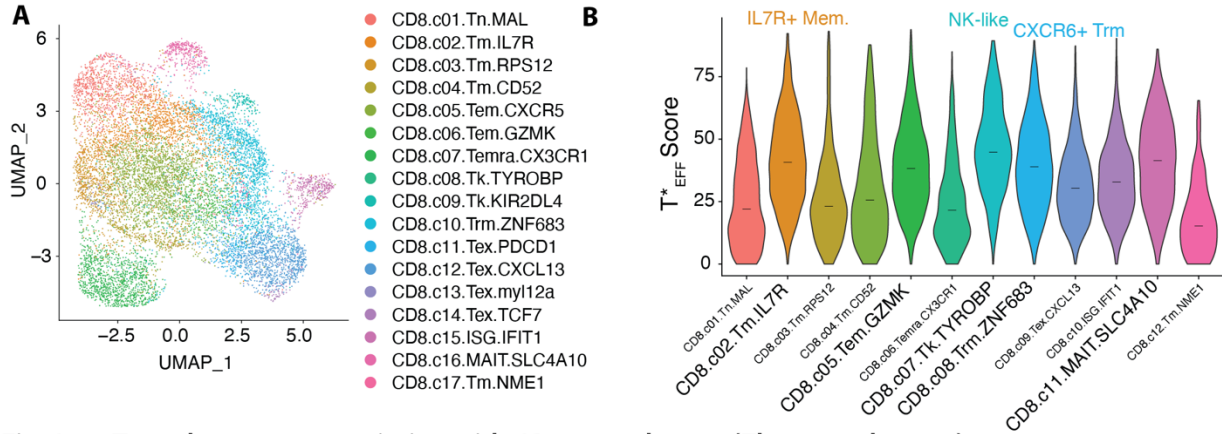 A
UMAP_2
6
3
0
−3
−2.5
0.0
2.5
5.0
UMAP_1
CD8.c01.Tn.MAL
CD8.c02.Tm.IL7R
CD8.c03.Tm.RPS12
CD8.c04.Tm.CD52
CD8.c05.Tem.CXCR5
CD8.c06.Tem.GZMK
CD8.c07.Temra.CX3CR1
CD8.c08.Tk.TYROBP
CD8.c09.Tk.KIR2DL4
CD8.c10.Trm.ZNF683
CD8.c11.Tex.PDCD1
CD8.c12.Tex.CXCL13
CD8.c13.Tex.myl12a
CD8.c14.Tex.TCF7
CD8.c15.ISG.IFIT1
CD8.c16.MAIT.SLC4A10
CD8.c17.Tm.NME1
B
IL7R+ Mem.
NK-like
CXCR6+ Trm
T*EFF Score
75
50
25
0
CD8.c01.Tn.MAL
CD8.c02.Tm.IL7R
CD8.c03.Tm.RPS12
CD8.c04.Tm.CD52
CD8.c05.Tem.GZMK
CD8.c06.Temra.CX3CR1
CD8.c07.Tk.TYROBP
CD8.c08.Trm.ZNF683
CD8.c09.Tex.CXCL13
CD8.c10.ISG.IFIT1
CD8.c11.MAIT.SLC4A10
CD8.c12.Tm.NME1